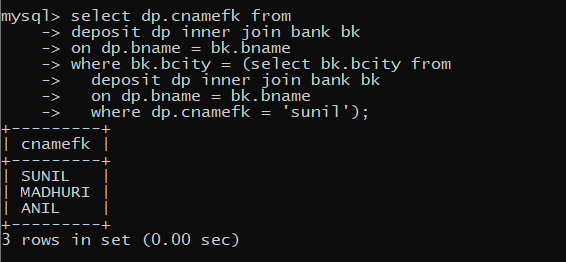 mysql> select dp.cnamefk from
    -> deposit dp inner join bank bk
    -> on dp.bname = bk.bname
    -> where bk.bcity = (select bk.bcity from
    ->   deposit dp inner join bank bk
    ->   on dp.bname = bk.bname
    ->   where dp.cnamefk = 'sunil');
+---------+
| cnamefk |
+---------+
| SUNIL   |
| MADHURI |
| ANIL    |
+---------+
3 rows in set (0.00 sec)